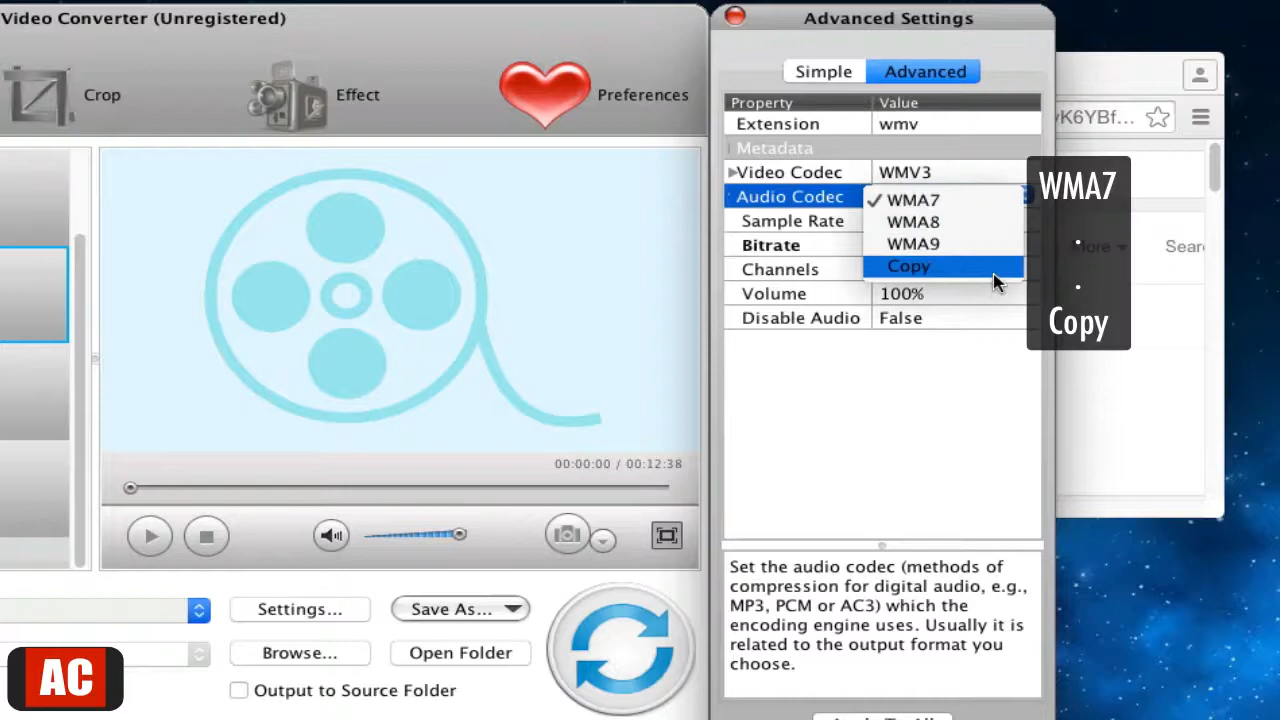 Video Converter (Unregistered)
Crop
Effect
Preferences
00:00:00 / 00:12:38
Settings...
Save As...
Browse...
Open Folder
Output to Source Folder
AC
Advanced Settings
Simple
Advanced
Property Value
Extension wmv
Metadata
Video Codec WMV3
Audio Codec
WMA7
WMA8
WMA9
Copy
Sample Rate
Bitrate
Channels
Volume 100%
Disable Audio False
Set the audio codec (methods of
compression for digital audio, e.g.,
MP3, PCM or AC3) which the
encoding engine uses. Usually it is
related to the output format you
choose.
WMA7
.
.
Copy
yK6YBf...
More
Sear